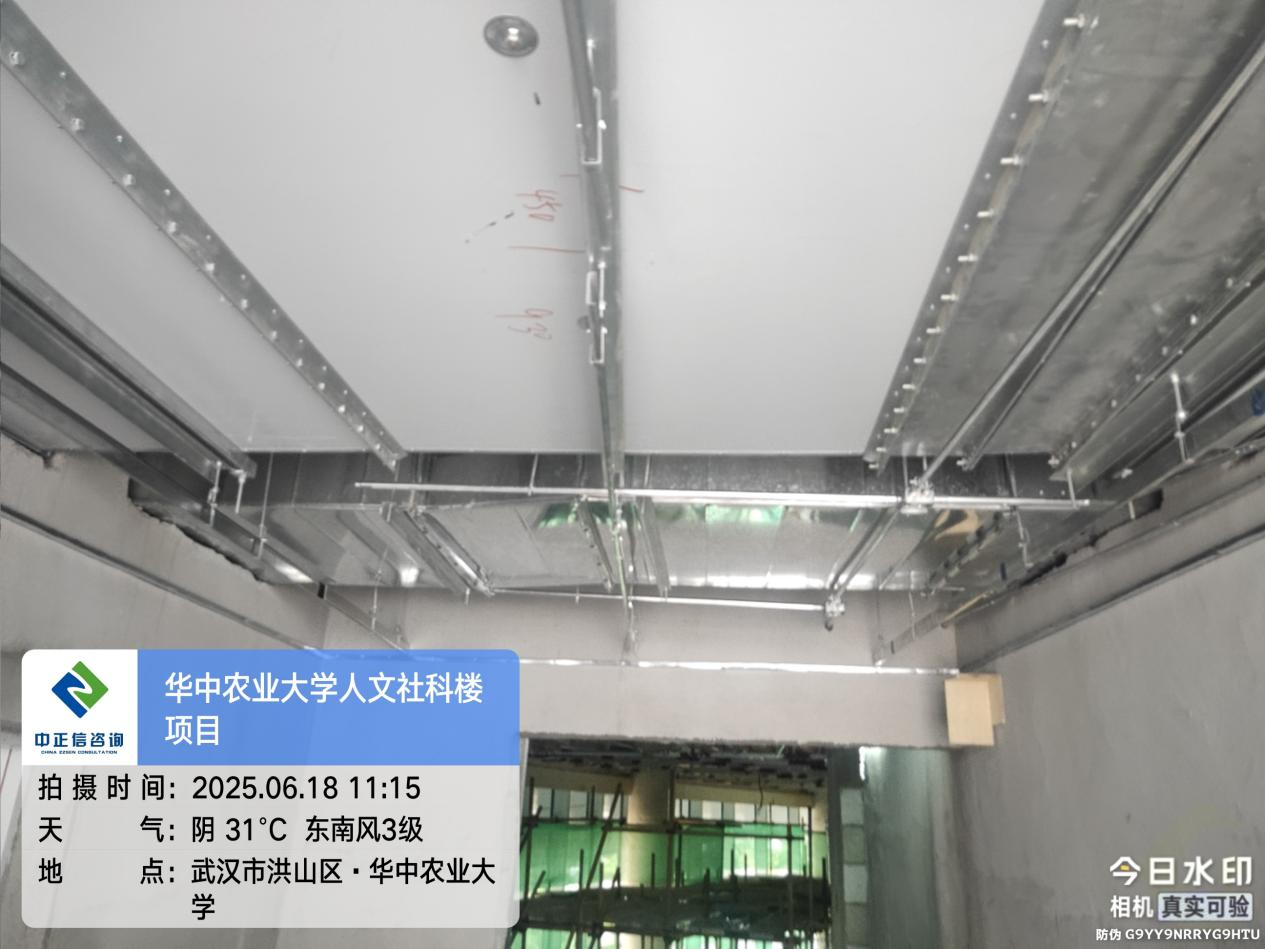 450
930
中正信咨询
CHINA ZZSEN CONSULTATION
华中农业大学人文社科楼
项目
拍摄时间: 2025.06.18 11:15
天气: 阴 31°C 东南风3级
地点: 武汉市洪山区·华中农业大
学
今日水印
相机 真实可验
防伪 G9YY9NRRYG9HTU